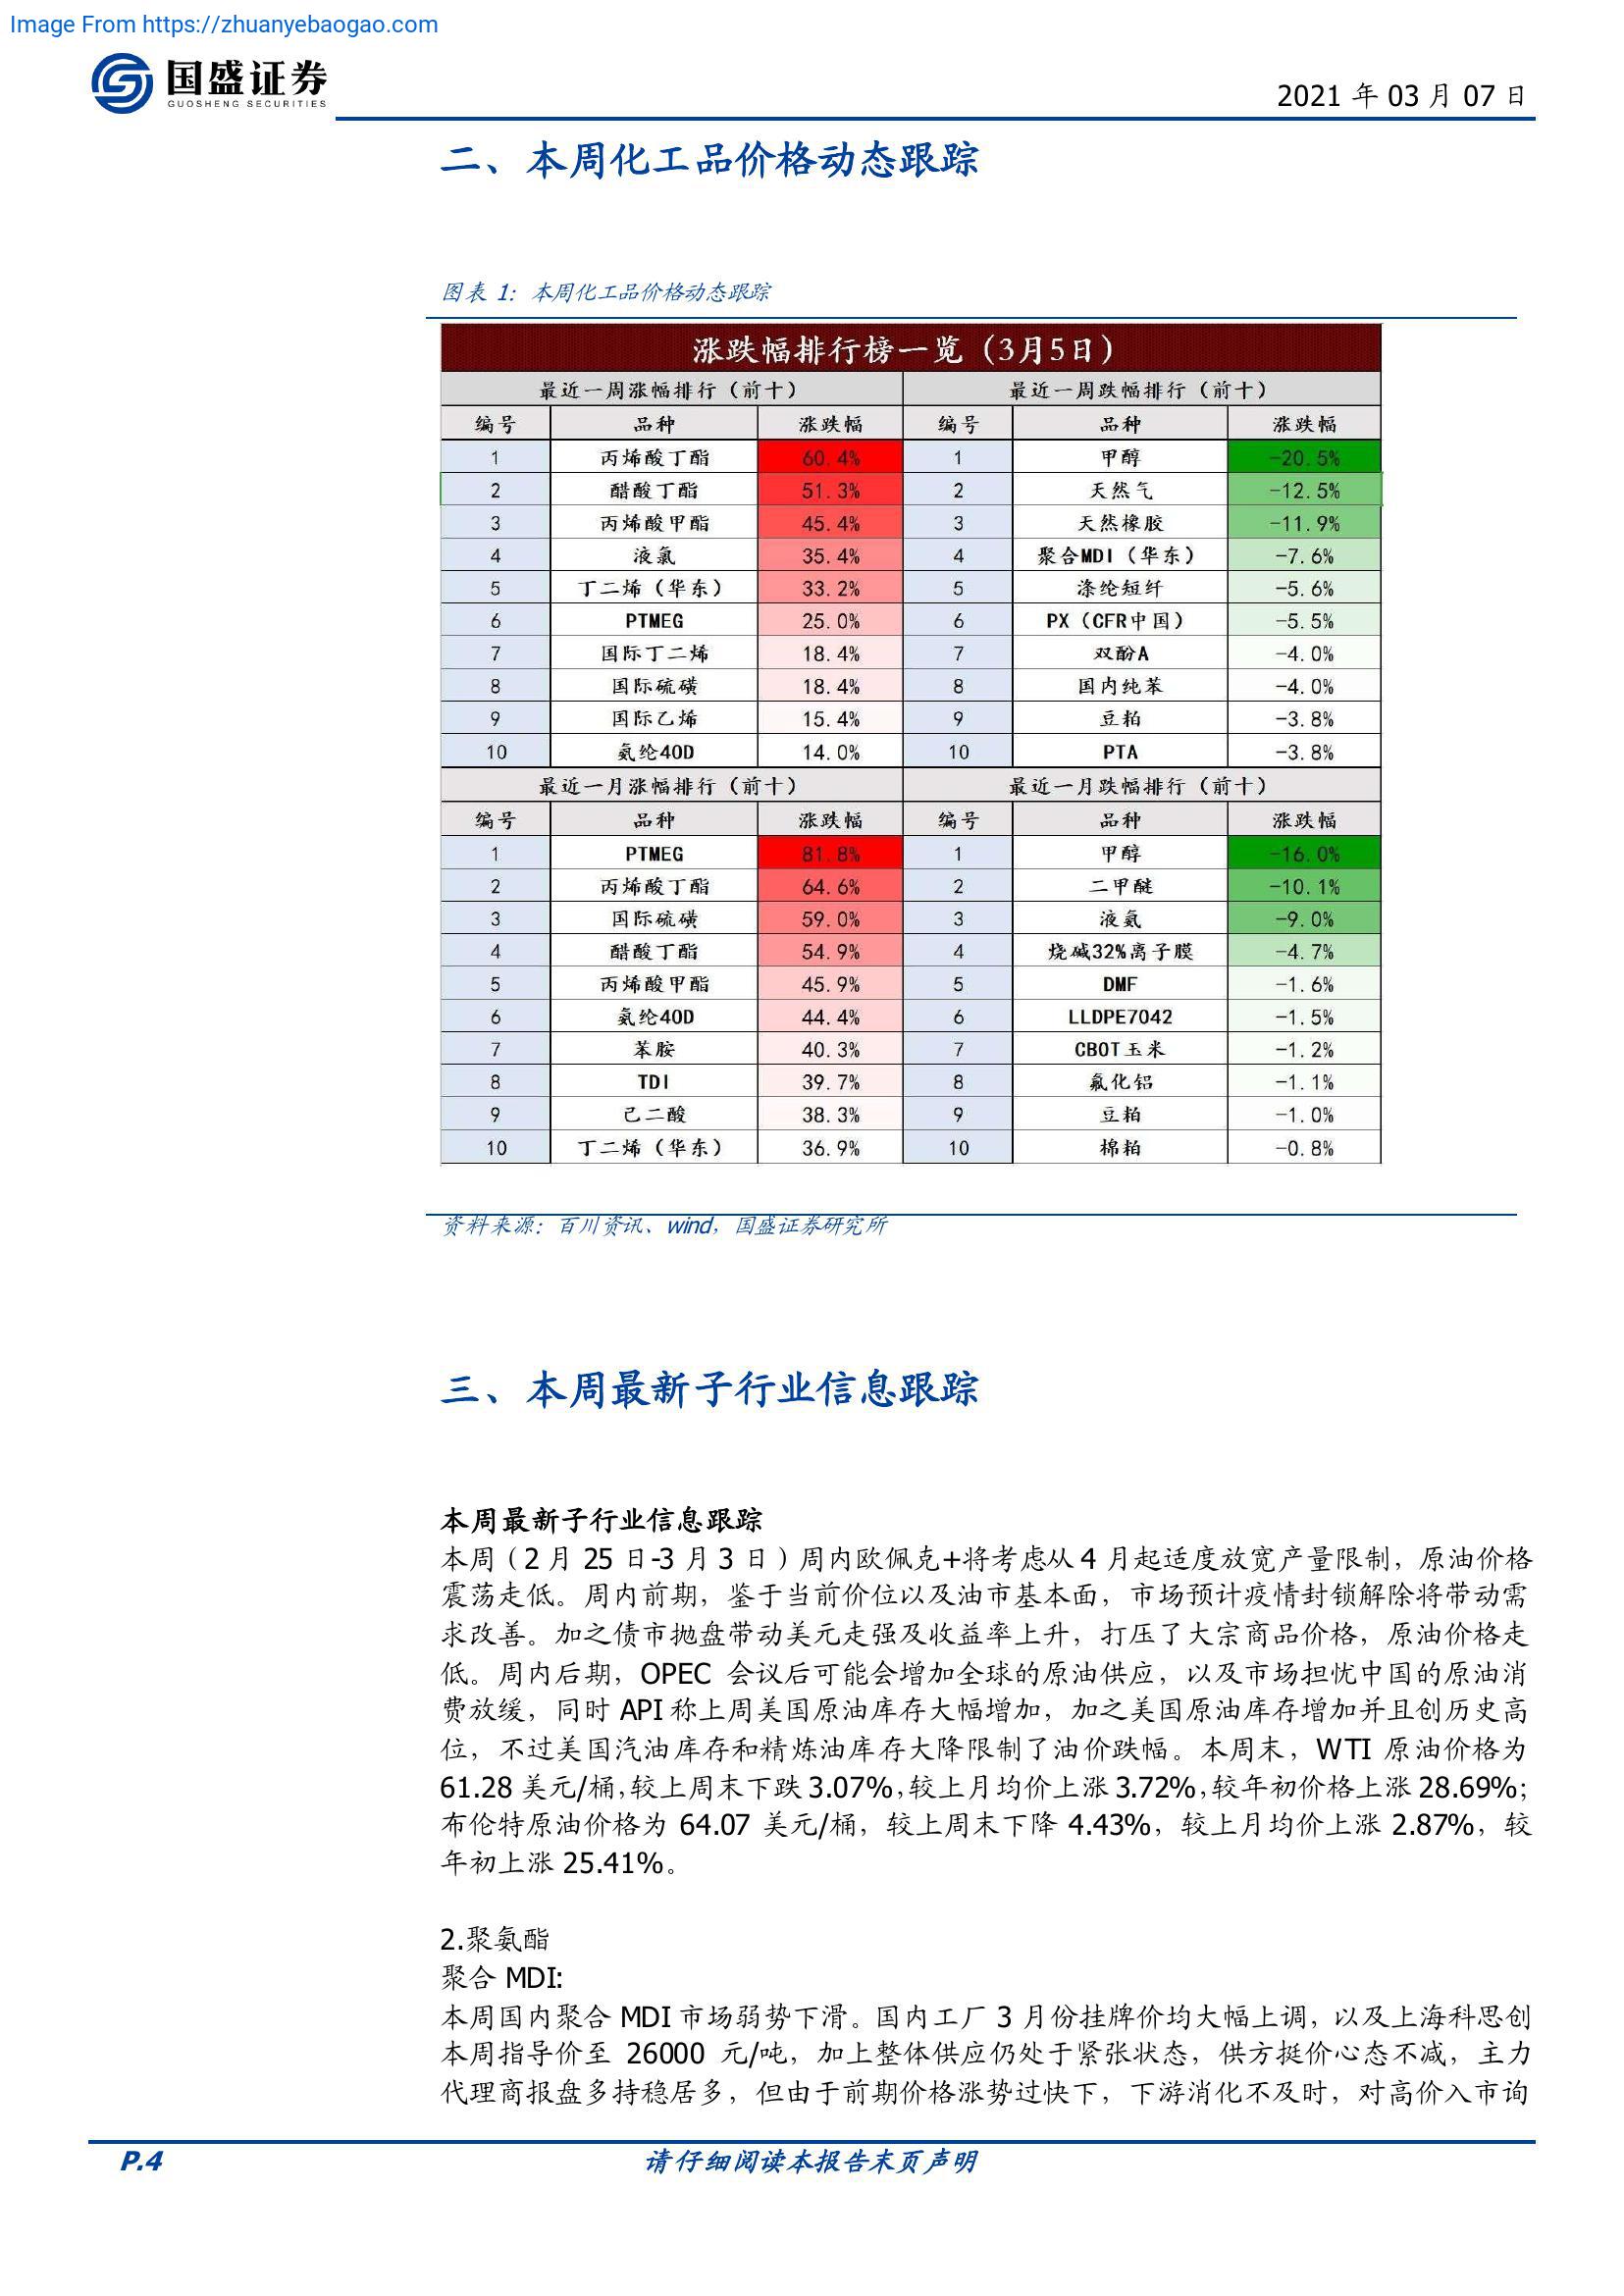 Image From https://zhuanyebaogao.com
国盛证券
GUOSHENG SECURITIES
2021 年 03 月 07 日
二、本周化工品价格动态跟踪
图表 1: 本周化工品价格动态跟踪
涨跌幅排行榜一览（3月5日）
最近一周涨幅排行（前十） 最近一周跌幅排行（前十）
编号 品种 涨跌幅 编号 品种 涨跌幅
1 丙烯酸丁酯 60.4% 1 甲醇 -20.5%
2 醋酸丁酯 51.3% 2 天然气 -12.5%
3 丙烯酸甲酯 45.4% 3 天然橡胶 -11.9%
4 液氯 35.4% 4 聚合MDI（华东） -7.6%
5 丁二烯（华东） 33.2% 5 涤纶短纤 -5.6%
6 PTMEG 25.0% 6 PX（CFR中国） -5.5%
7 国际丁二烯 18.4% 7 双酚A -4.0%
8 国际硫磺 18.4% 8 国内纯苯 -4.0%
9 国际乙烯 15.4% 9 豆粕 -3.8%
10 氨纶40D 14.0% 10 PTA -3.8%
最近一月涨幅排行（前十） 最近一月跌幅排行（前十）
编号 品种 涨跌幅 编号 品种 涨跌幅
1 PTMEG 81.8% 1 甲醇 -16.0%
2 丙烯酸丁酯 64.6% 2 二甲醚 -10.1%
3 国际硫磺 59.0% 3 液氨 -9.0%
4 醋酸丁酯 54.9% 4 烧碱32%离子膜 -4.7%
5 丙烯酸甲酯 45.9% 5 DMF -1.6%
6 氨纶40D 44.4% 6 LLDPE7042 -1.5%
7 苯胺 40.3% 7 CBOT玉米 -1.2%
8 TDI 39.7% 8 氟化铝 -1.1%
9 己二酸 38.3% 9 豆粕 -1.0%
10 丁二烯（华东） 36.9% 10 棉粕 -0.8%
资料来源：百川资讯、wind，国盛证券研究所
三、本周最新子行业信息跟踪
本周最新子行业信息跟踪
本周（2 月 25 日-3 月 3 日）周内欧佩克+将考虑从 4 月起适度放宽产量限制，原油价格
震荡走低。周内前期，鉴于当前价位以及油市基本面，市场预计疫情封锁解除将带动需
求改善。加之债市抛盘带动美元走强及收益率上升，打压了大宗商品价格，原油价格走
低。周内后期，OPEC 会议后可能会增加全球的原油供应，以及市场担忧中国的原油消
费放缓，同时 API 称上周美国原油库存大幅增加，加之美国原油库存增加并且创历史高
位，不过美国汽油库存和精炼油库存大降限制了油价跌幅。本周末，WTI 原油价格为
61.28 美元/桶，较上周末下跌 3.07%，较上月均价上涨 3.72%，较年初价格上涨 28.69%；
布伦特原油价格为 64.07 美元/桶，较上周末下降 4.43%，较上月均价上涨 2.87%，较
年初上涨 25.41%。
2.聚氨酯
聚合 MDI:
本周国内聚合 MDI 市场弱势下滑。国内工厂 3 月份挂牌价均大幅上调，以及上海科思创
本周指导价至 26000 元/吨，加上整体供应仍处于紧张状态，供方挺价心态不减，主力
代理商报盘多持稳居多，但由于前期价格涨势过快下，下游消化不及时，对高价入市询
P.4
请仔细阅读本报告末页声明